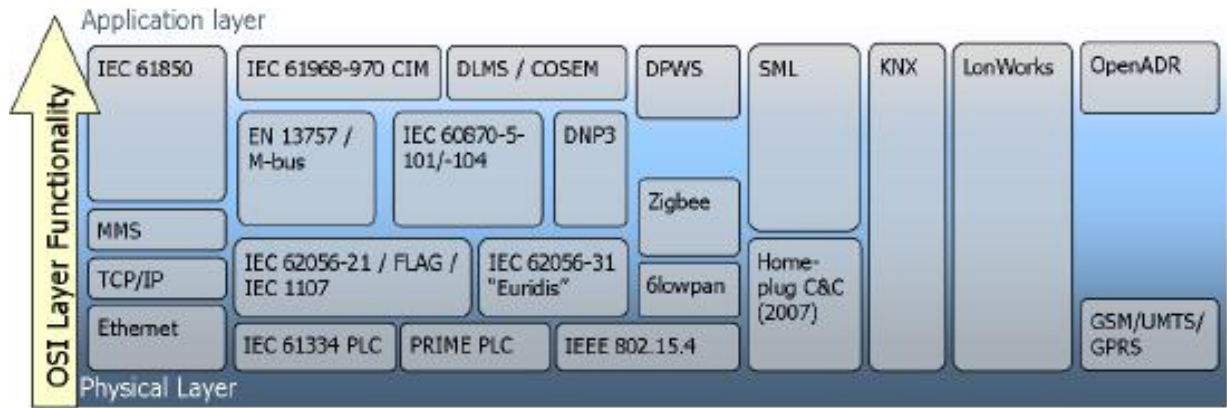 Application layer
OSI Layer Functionality
IEC 61850
IEC 61968-970 CIM
DLMS / COSEM
DPWS
SML
KNX
LonWorks
OpenADR
EN 13757 /
M-bus
IEC 60870-5-
101/-104
DNP3
Zigbee
MMS
TCP/IP
IEC 62056-21 / FLAG /
IEC 1107
IEC 62056-31
"Euridis"
6lowpan
Home-
plug C&C
(2007)
Ethernet
IEC 61334 PLC
PRIME PLC
IEEE 802.15.4
GSM/UMTS/
GPRS
Physical Layer